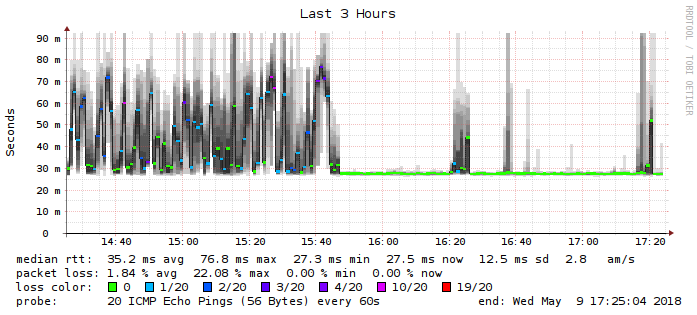 Last 3 Hours
RRDTOOL / TOBI OETIKER
Seconds
90 m
80 m
70 m
60 m
50 m
40 m
30 m
20 m
10 m
0
14:40 15:00 15:20 15:40 16:00 16:20 16:40 17:00 17:20
median rtt: 35.2 ms avg 76.8 ms max 27.3 ms min 27.5 ms now 12.5 ms sd 2.8 am/s
packet loss: 1.84 % avg 22.08 % max 0.00 % min 0.00 % now
loss color: 0 1/20 2/20 3/20 4/20 10/20 19/20
probe: 20 ICMP Echo Pings (56 Bytes) every 60s end: Wed May 9 17:25:04 2018